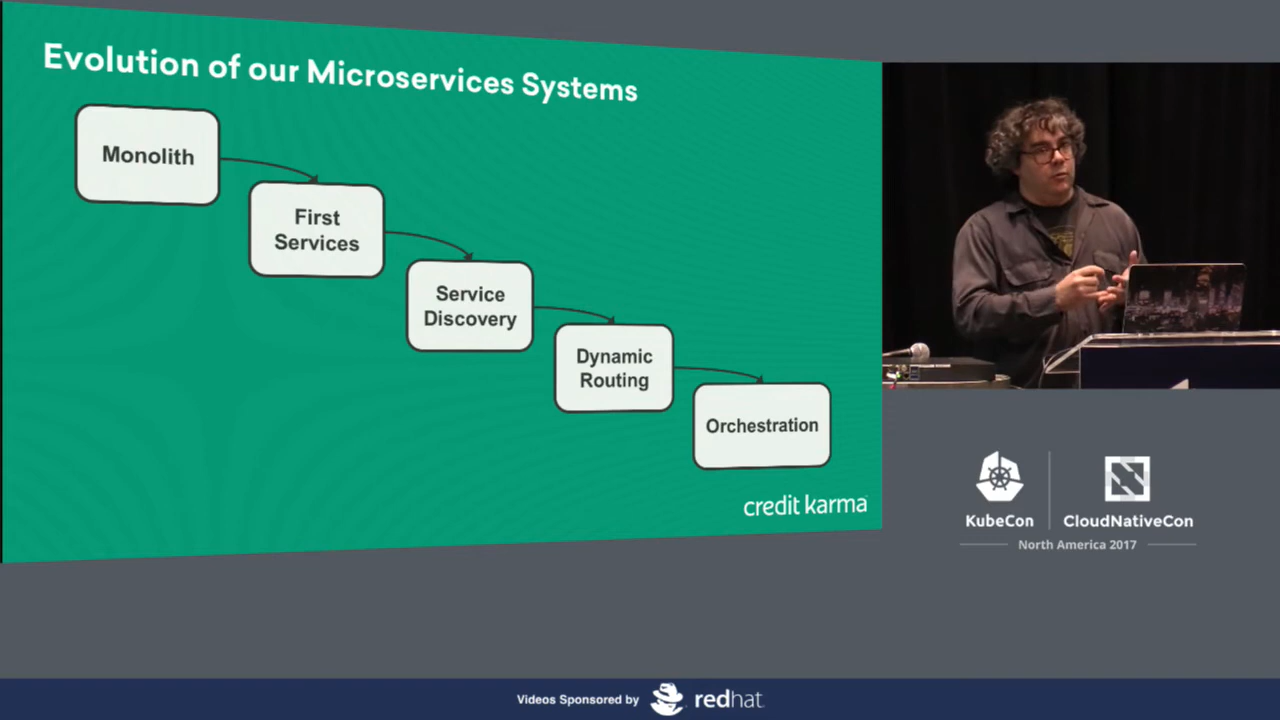 Evolution of our Microservices Systems
Monolith
First
Services
Service
Discovery
Dynamic
Routing
Orchestration
credit karma
KubeCon
CloudNativeCon
North America 2017
Videos Sponsored by
redhat